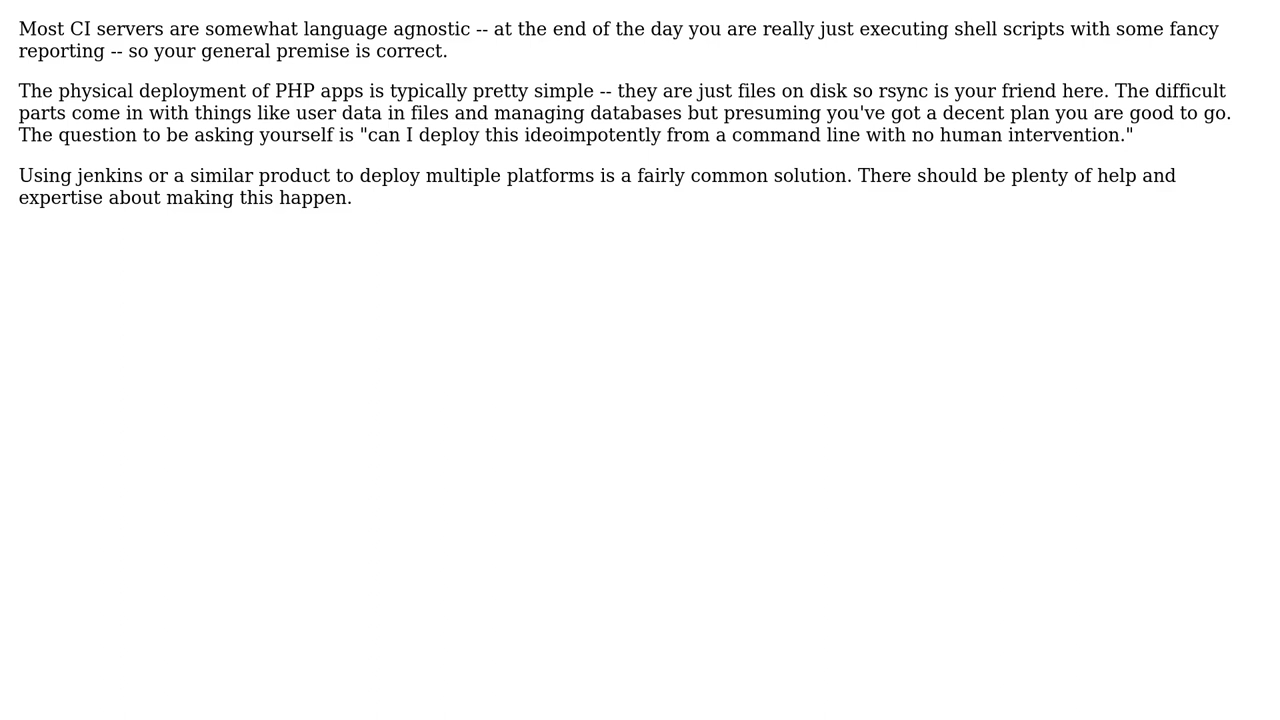 Most CI servers are somewhat language agnostic -- at the end of the day you are really just executing shell scripts with some fancy
reporting -- so your general premise is correct.
The physical deployment of PHP apps is typically pretty simple -- they are just files on disk so rsync is your friend here. The difficult
parts come in with things like user data in files and managing databases but presuming you've got a decent plan you are good to go.
The question to be asking yourself is "can I deploy this ideoimpotently from a command line with no human intervention."
Using jenkins or a similar product to deploy multiple platforms is a fairly common solution. There should be plenty of help and
expertise about making this happen.